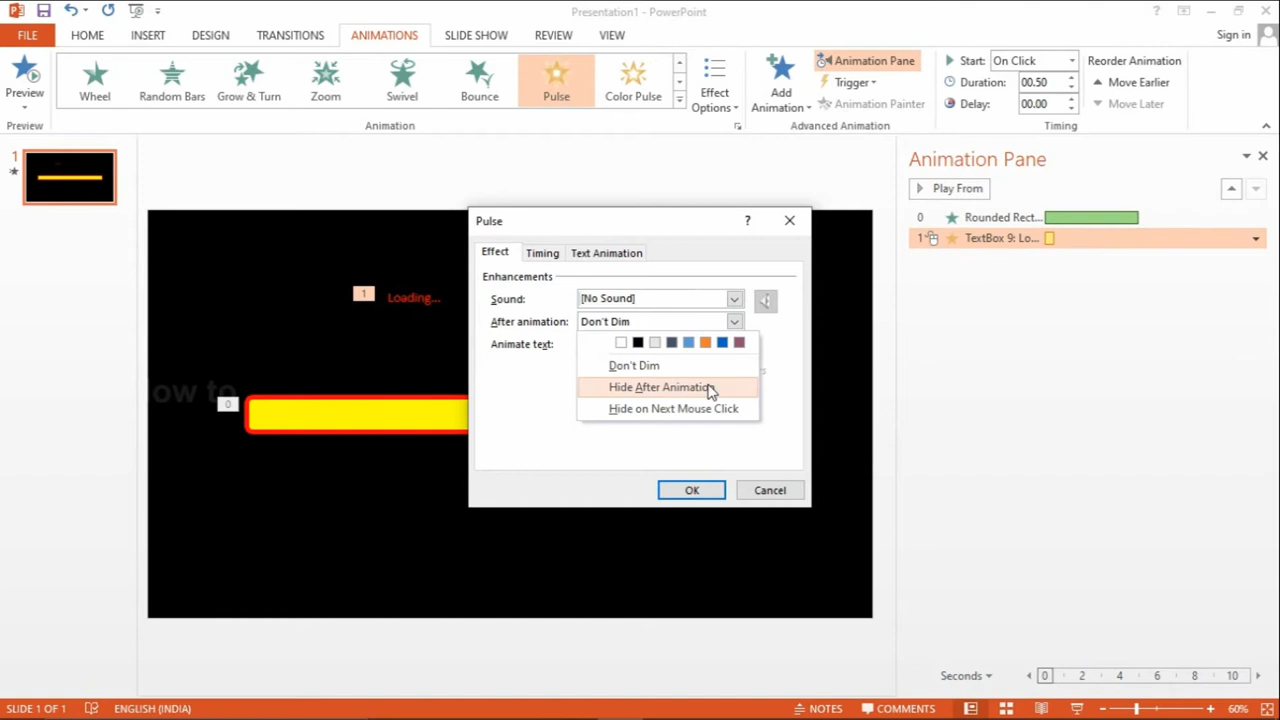 Presentation1 - PowerPoint
Sign in
FILE HOME INSERT DESIGN TRANSITIONS ANIMATIONS SLIDE SHOW REVIEW VIEW
Preview
Wheel Random Bars Grow & Turn Zoom Swivel Bounce Pulse Color Pulse
Effect Options
Add Animation
Animation Pane
Trigger
Animation Painter
Start: On Click
Duration: 00.50
Delay: 00.00
Reorder Animation
Move Earlier
Move Later
Preview Animation Advanced Animation Timing
1
Animation Pane
Play From
0 Rounded Rect...
1 TextBox 9: Lo...
1 Loading...
0
Pulse
?
Effect Timing Text Animation
Enhancements
Sound: [No Sound]
After animation: Don't Dim
Animate text:
Don't Dim
Hide After Animation
Hide on Next Mouse Click
OK Cancel
Seconds 0 2 4 6 8 10
SLIDE 1 OF 1 ENGLISH (INDIA) NOTES COMMENTS 60%